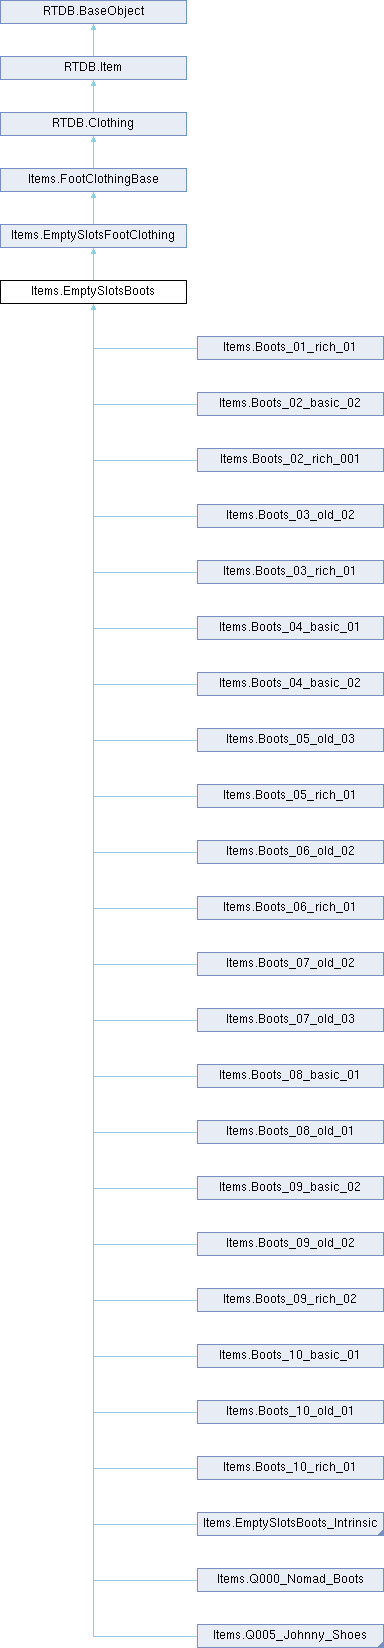 RTDB.BaseObject
RTDB.Item
RTDB.Clothing
Items.FootClothingBase
Items.EmptySlotsFootClothing
Items.EmptySlotsBoots
Items.Boots_01_rich_01
Items.Boots_02_basic_02
Items.Boots_02_rich_001
Items.Boots_03_old_02
Items.Boots_03_rich_01
Items.Boots_04_basic_01
Items.Boots_04_basic_02
Items.Boots_05_old_03
Items.Boots_05_rich_01
Items.Boots_06_old_02
Items.Boots_06_rich_01
Items.Boots_07_old_02
Items.Boots_07_old_03
Items.Boots_08_basic_01
Items.Boots_08_old_01
Items.Boots_09_basic_02
Items.Boots_09_old_02
Items.Boots_09_rich_02
Items.Boots_10_basic_01
Items.Boots_10_old_01
Items.Boots_10_rich_01
Items.EmptySlotsBoots_Intrinsic
Items.Q000_Nomad_Boots
Items.Q005_Johnny_Shoes